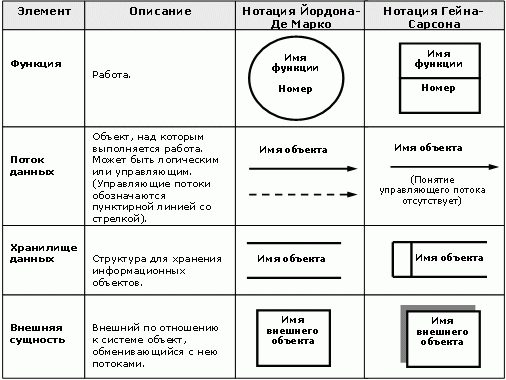 Элемент
Описание
Нотация Йордона-
Де Марко
Нотация Гейна-
Сарсона
Функция
Работа.
Имя
функции
Номер
Имя
функции
Номер
Поток
данных
Объект, над которым
выполняется работа.
Может быть логическим
или управляющим.
(Управляющие потоки
обозначаются
пунктирной линией со
стрелкой).
Имя объекта
Имя объекта
(Понятие
управляющего потока
отсутствует)
Хранилище
данных
Структура для хранения
информационных
объектов.
Имя объекта
Имя объекта
Внешняя
сущность
Внешний по отношению
к системе объект,
обменивающийся с нею
потоками.
Имя
внешнего
объекта
Имя
внешнего
объекта